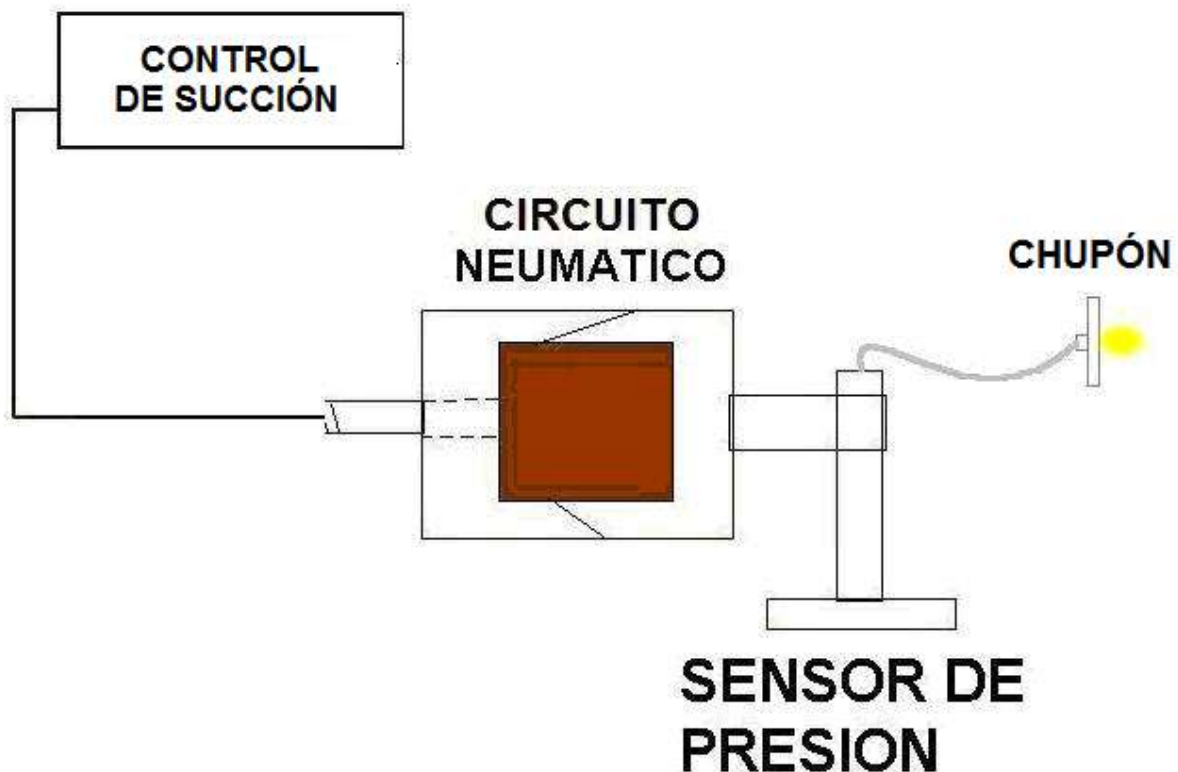 CONTROL
DE SUCCIÓN
CIRCUITO
NEUMATICO
CHUPÓN
SENSOR DE
PRESION